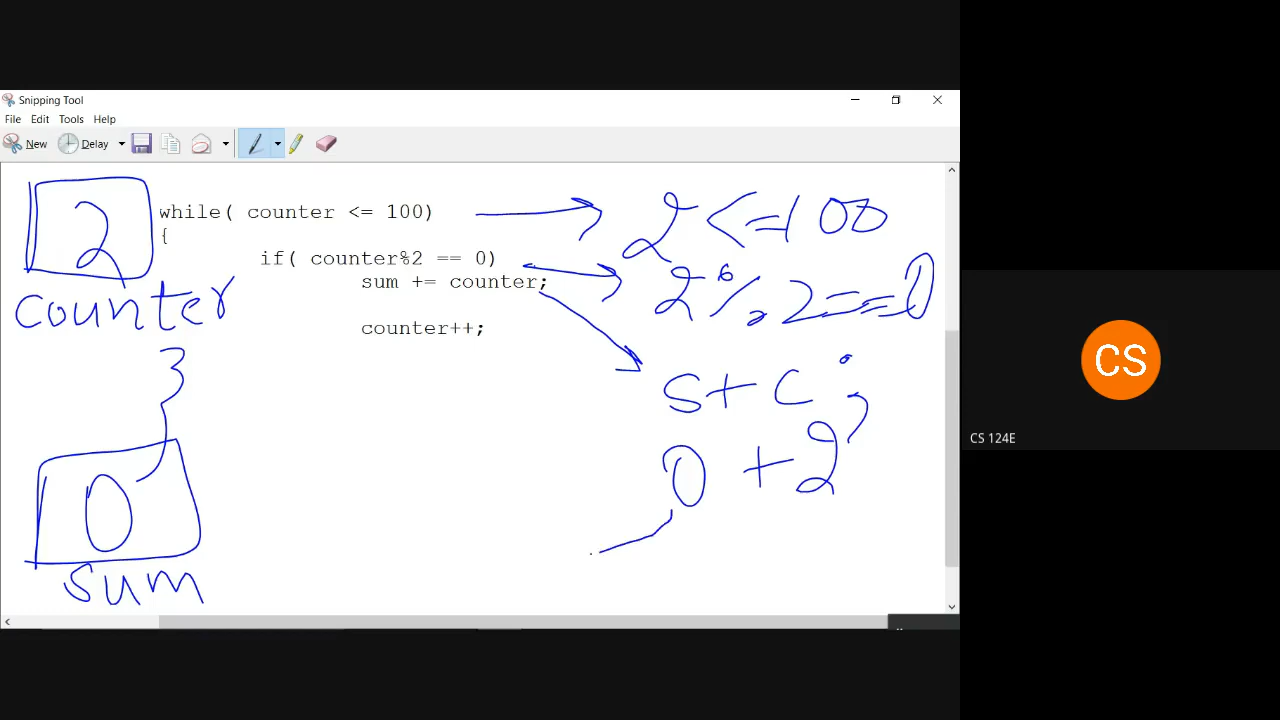 Snipping Tool
File Edit Tools Help
New Delay
2
counter
while( counter <= 100)
{
if( counter%2 == 0)
sum += counter;
counter++;
2 <=100
2 % 2==0
s + c ;
0 + 2
}
0
sum
CS
CS 124E